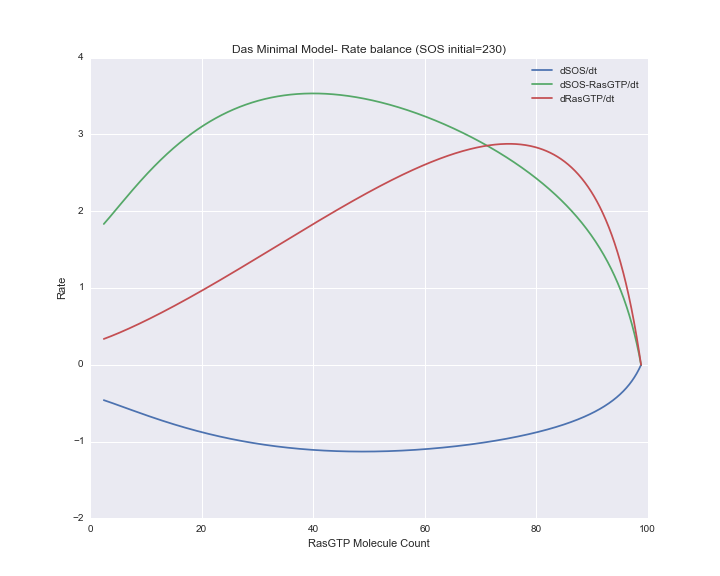 Das Minimal Model- Rate balance (SOS initial=230)
dSOS/dt
dSOS-RasGTP/dt
dRasGTP/dt
4
3
2
1
0
−1
−2
Rate
0 20 40 60 80 100
RasGTP Molecule Count